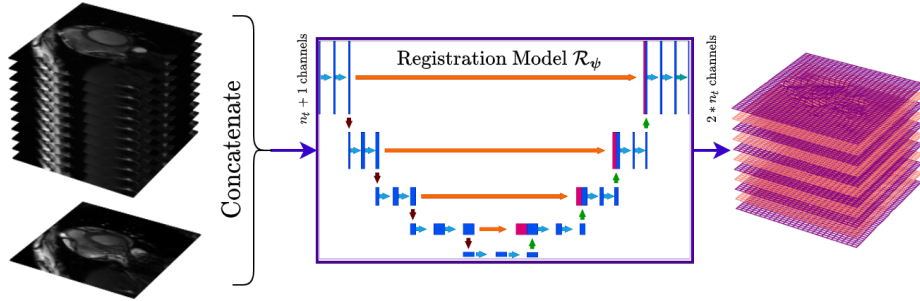 Concatenate
n_t + 1 channels
Registration Model ℛ_ψ
2 * n_t channels